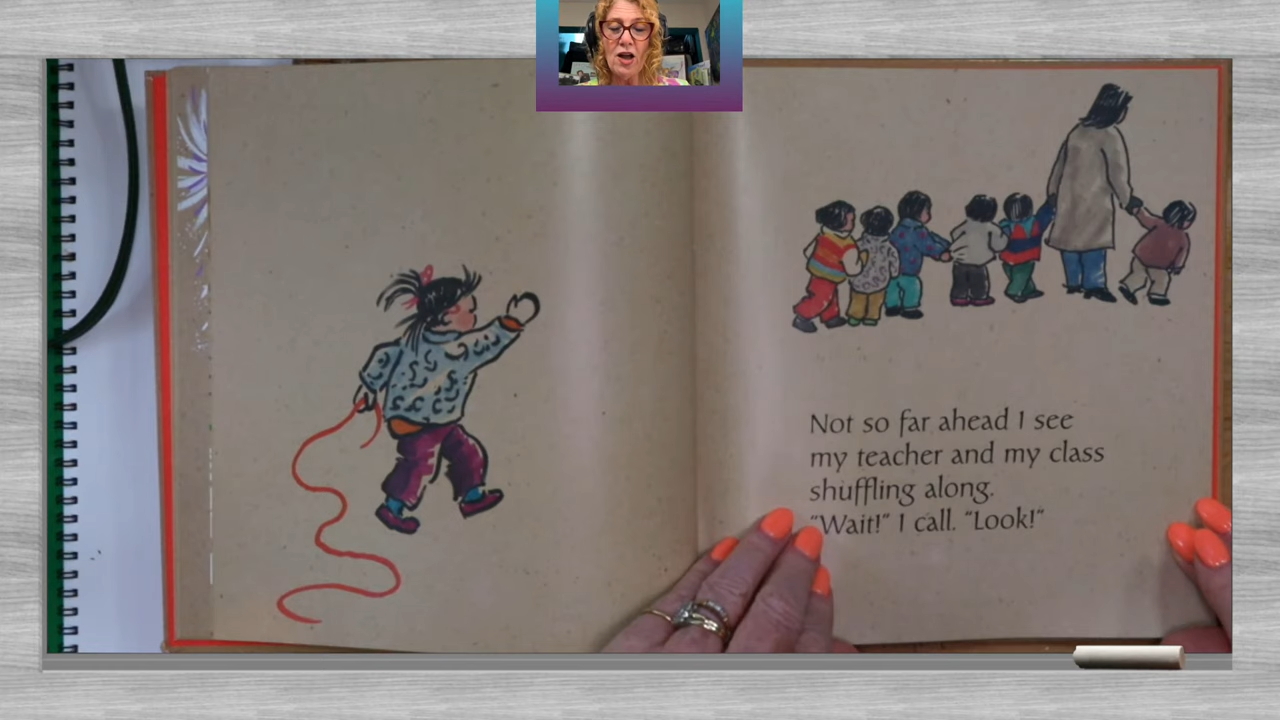 Not so far ahead I see
my teacher and my class
shuffling along.
“Wait!” I call. “Look!”